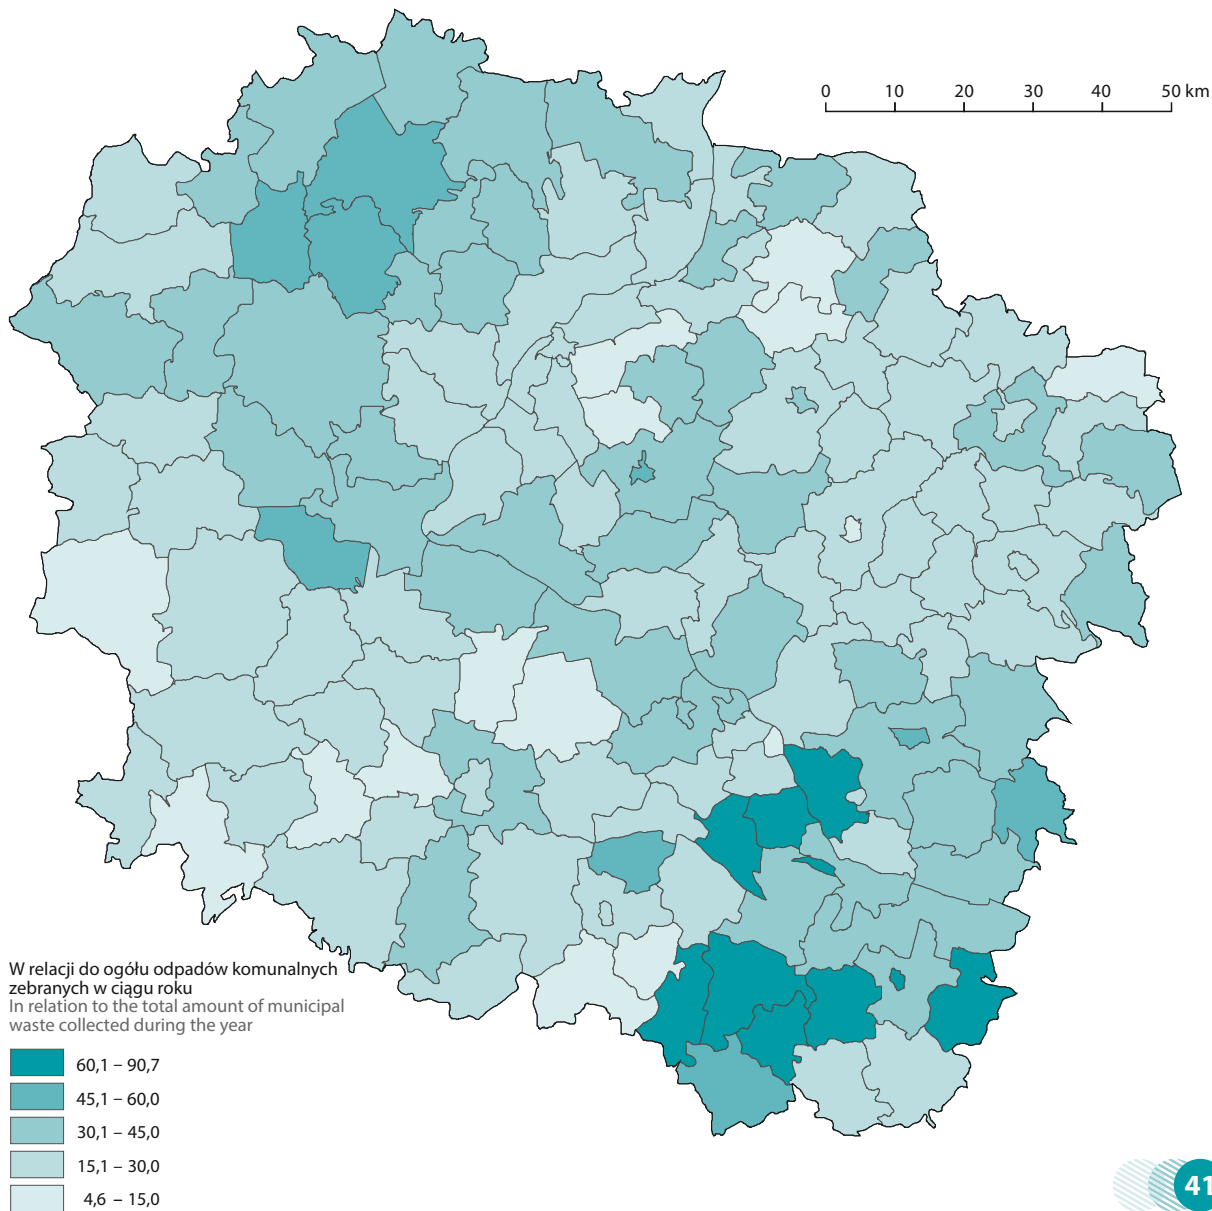 0 10 20 30 40 50 km
W relacji do ogółu odpadów komunalnych
zebranych w ciągu roku
In relation to the total amount of municipal
waste collected during the year
60,1 – 90,7
45,1 – 60,0
30,1 – 45,0
15,1 – 30,0
4,6 – 15,0
41